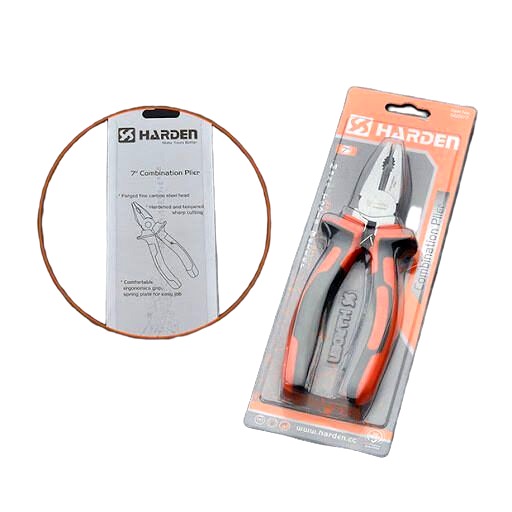 HARDEN
Make Tools Better
7" Combination Plier
* Forged fine carbon steel head
* Hardened and tempered
sharp cutting
* Comfortable
ergonomics grip,
spring plate for easy job
HARDEN
7"
Combination Plier
HARDEN
www.harden.cc